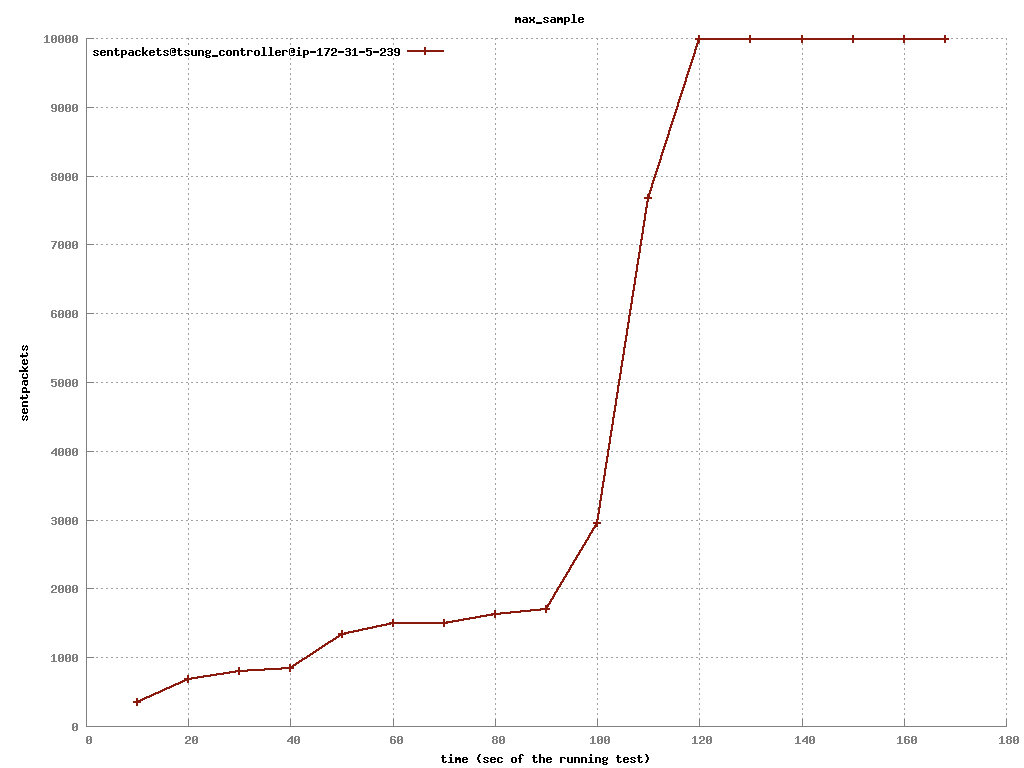 max_sample
sentpackets@tsung_controller@ip-172-31-5-239
10000
9000
8000
7000
6000
5000
4000
3000
2000
1000
0
sentpackets
0 20 40 60 80 100 120 140 160 180
time (sec of the running test)